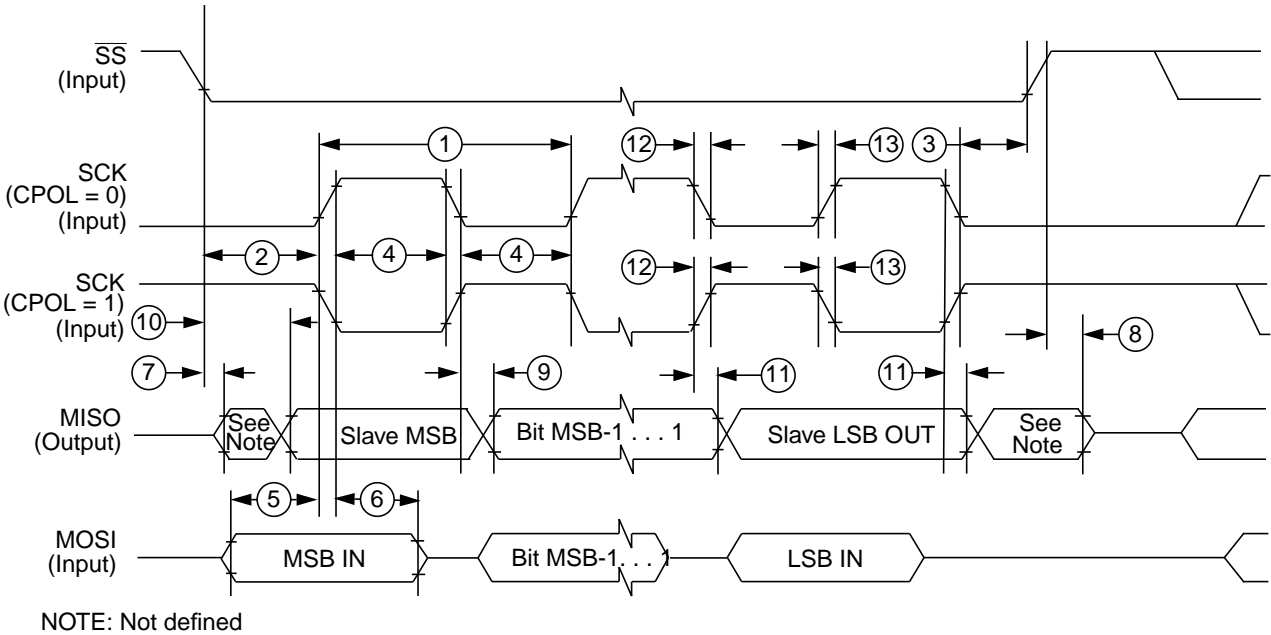 SS
(Input)
1
12
13
3
SCK
(CPOL = 0)
(Input)
2
4
4
12
13
SCK
(CPOL = 1)
(Input)
10
8
7
9
11
11
MISO
(Output)
See
Note
Slave MSB
Bit MSB-1 . . . 1
Slave LSB OUT
See
Note
5
6
MOSI
(Input)
MSB IN
Bit MSB-1. . . 1
LSB IN
NOTE: Not defined